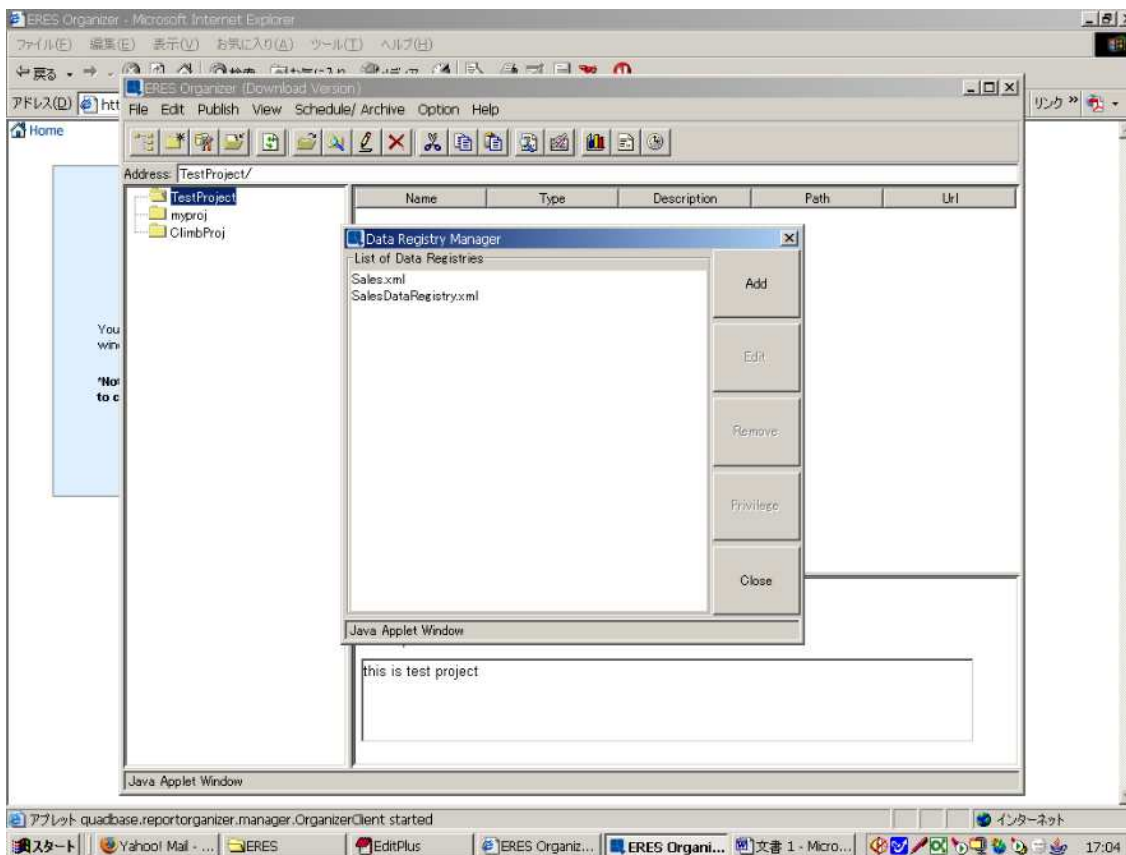 ERES Organizer - Microsoft Internet Explorer
ファイル(F) 編集(E) 表示(V) お気に入り(A) ツール(T) ヘルプ(H)
戻る
アドレス(D) htt
リンク »
Home
ERES Organizer (Download Version)
File Edit Publish View Schedule/ Archive Option Help
Address: TestProject/
TestProject
myproj
ClimbProj
Name Type Description Path Url
Data Registry Manager
List of Data Registries
Sales.xml
SalesDataRegistry.xml
Add
Edit
Remove
Privilege
Close
Java Applet Window
You
to c
this is test project
Java Applet Window
アプレット quadbase.reportorganizer.manager.OrganizerClient started
インターネット
スタート Yahoo! Mail - ... ERES EditPlus ERES Organiz... ERES Organi... 文書 1 - Micro... 17:04